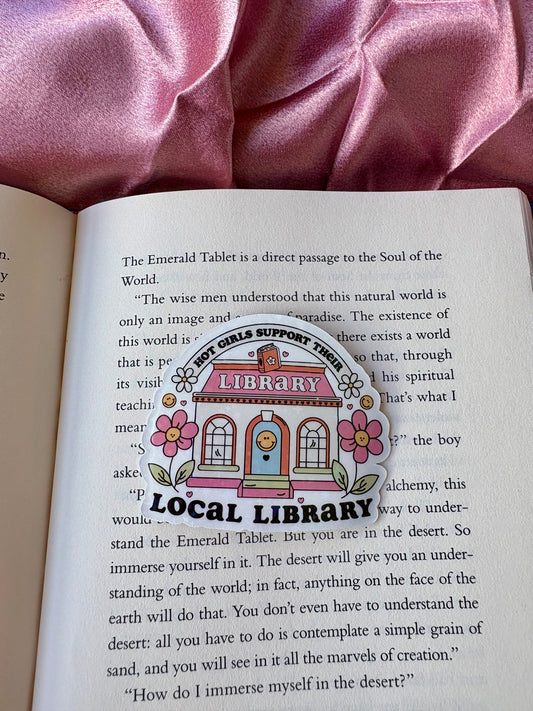 n.
y
e
The Emerald Tablet is a direct passage to the Soul of the
World.
"The wise men understood that this natural world is
only an image and a paradise. The existence of
this world is there exists a world
that is pe so that, through
its visib his spiritual
teachi That's what I
mean
"S ?" the boy
aske
"P alchemy, this
would way to under-
stand the Emerald Tablet. But you are in the desert. So
immerse yourself in it. The desert will give you an under-
standing of the world; in fact, anything on the face of the
earth will do that. You don't even have to understand the
desert: all you have to do is contemplate a simple grain of
sand, and you will see in it all the marvels of creation."
"How do I immerse myself in the desert?"
HOT GIRLS SUPPORT THEIR
LIBRARY
LOCAL LIBRARY